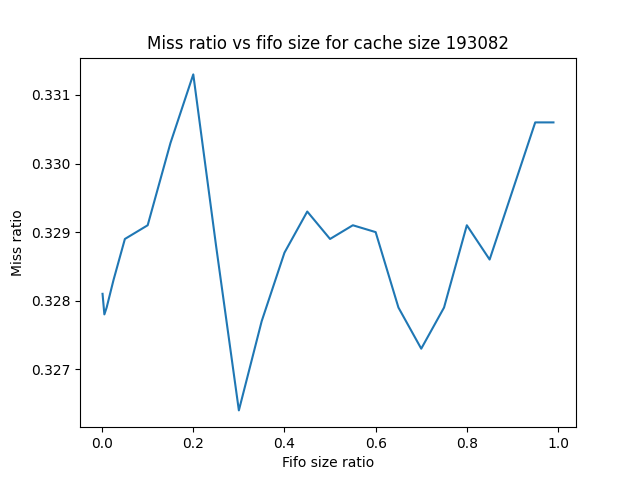 Miss ratio vs fifo size for cache size 193082
0.331
0.330
0.329
0.328
0.327
Miss ratio
0.0 0.2 0.4 0.6 0.8 1.0
Fifo size ratio